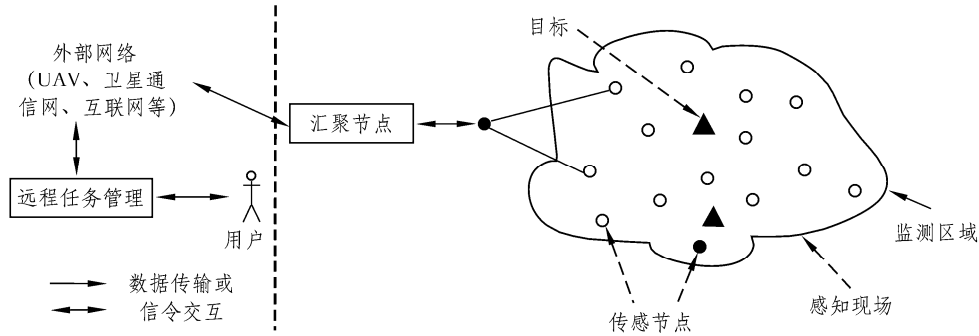 外部网络
(UAV、卫星通
信网、互联网等)
远程任务管理
用户
数据传输或
信令交互
汇聚节点
目标
监测区域
感知现场
传感节点